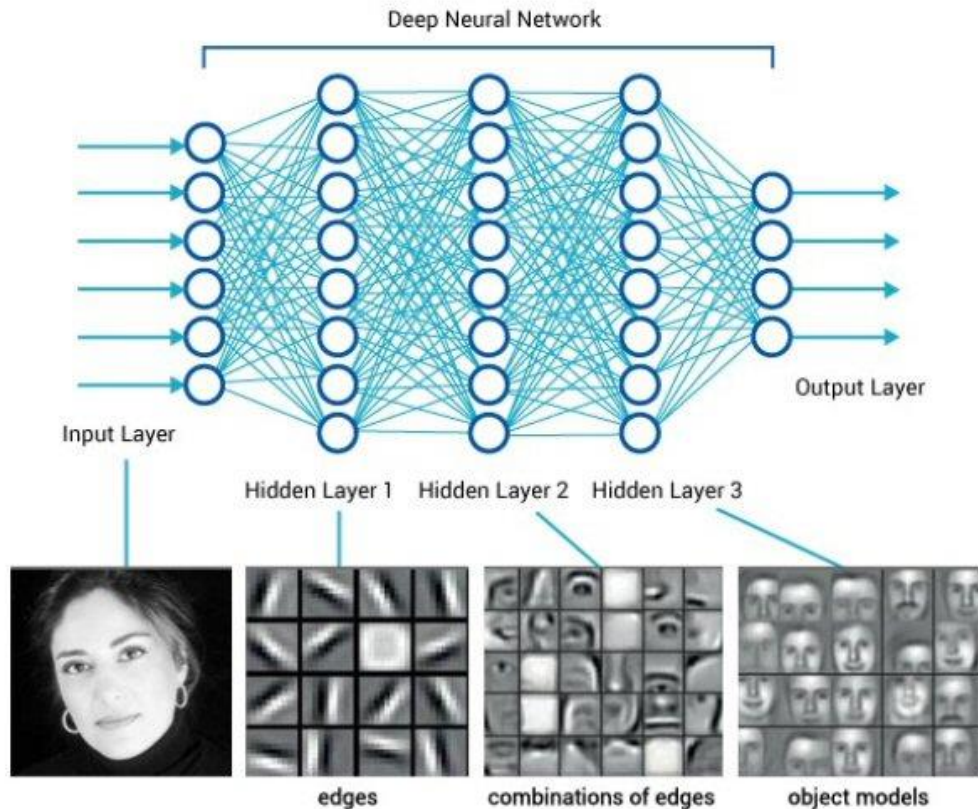 Deep Neural Network
Output Layer
Input Layer
Hidden Layer 1 Hidden Layer 2 Hidden Layer 3
edges combinations of edges object models